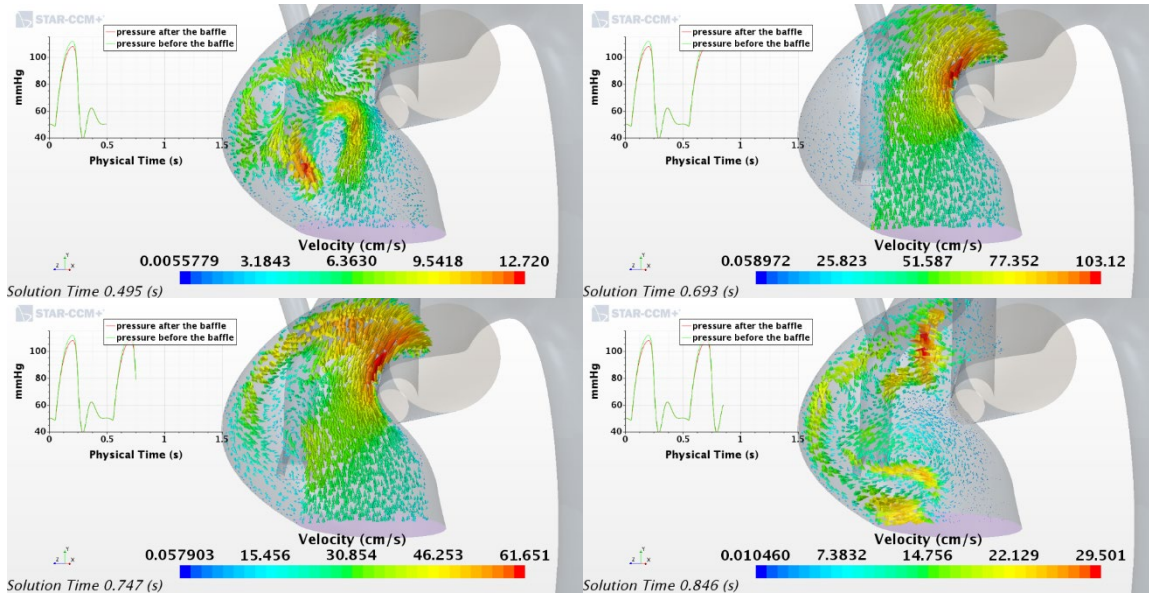 STAR-CCM+
pressure after the baffle
pressure before the baffle
mmHg
100
80
60
40
0
0.5
1
1.5
Physical Time (s)
Velocity (cm/s)
0.0055779 3.1843 6.3630 9.5418 12.720
z y x
Solution Time 0.495 (s)
STAR-CCM+
pressure after the baffle
pressure before the baffle
mmHg
100
80
60
40
0
0.5
1
1.5
Physical Time (s)
Velocity (cm/s)
0.058972 25.823 51.587 77.352 103.12
z y x
Solution Time 0.693 (s)
STAR-CCM+
pressure after the baffle
pressure before the baffle
mmHg
100
80
60
40
0
0.5
1
1.5
Physical Time (s)
Velocity (cm/s)
0.057903 15.456 30.854 46.253 61.651
z y x
Solution Time 0.747 (s)
STAR-CCM+
pressure after the baffle
pressure before the baffle
mmHg
100
80
60
40
0
0.5
1
1.5
Physical Time (s)
Velocity (cm/s)
0.010460 7.3832 14.756 22.129 29.501
z y x
Solution Time 0.846 (s)